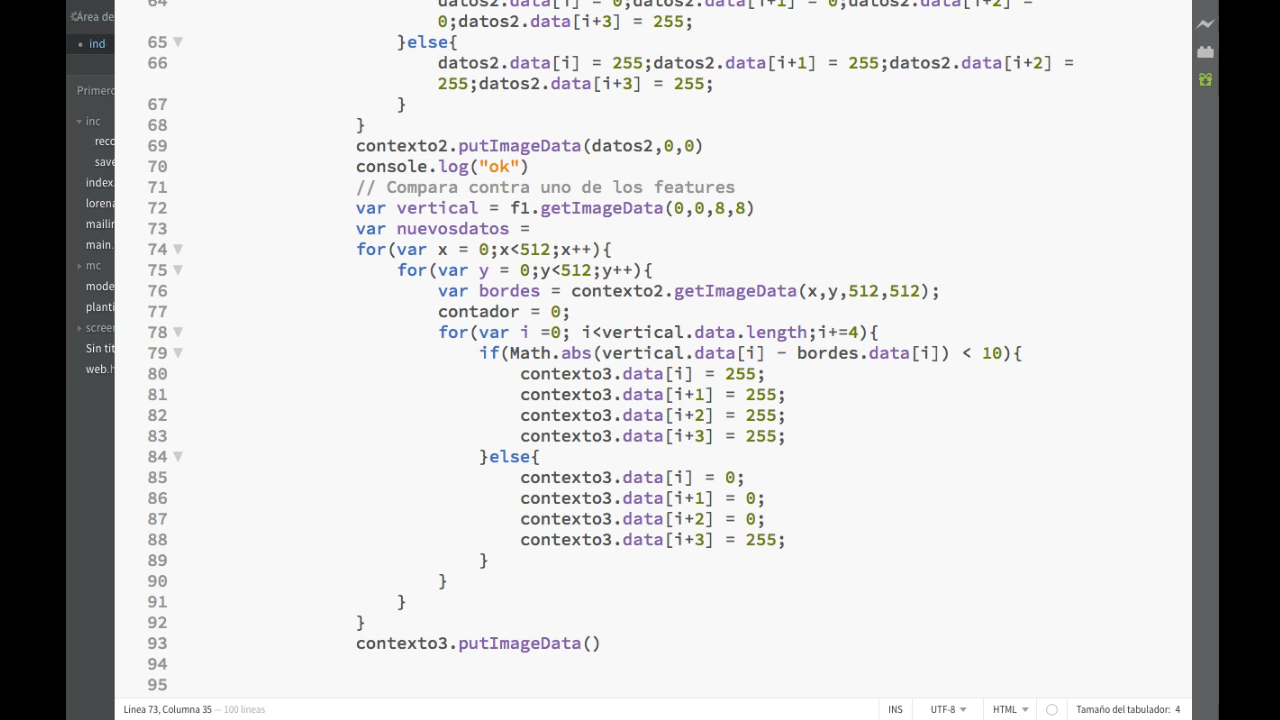 Área de
ind
Primero
inc
reco
save
index.
lorena
mailin
main.
mc
mode
planti
screen
Sin tit
web.h
64 datos2.data[i] = 0;datos2.data[i+1] = 0;datos2.data[i+2] =
0;datos2.data[i+3] = 255;
65 }else{
66 datos2.data[i] = 255;datos2.data[i+1] = 255;datos2.data[i+2] =
255;datos2.data[i+3] = 255;
67 }
68 }
69 contexto2.putImageData(datos2,0,0)
70 console.log("ok")
71 // Compara contra uno de los features
72 var vertical = f1.getImageData(0,0,8,8)
73 var nuevosdatos =
74 for(var x = 0;x<512;x++){
75 for(var y = 0;y<512;y++){
76 var bordes = contexto2.getImageData(x,y,512,512);
77 contador = 0;
78 for(var i =0; i<vertical.data.length;i+=4){
79 if(Math.abs(vertical.data[i] - bordes.data[i]) < 10){
80 contexto3.data[i] = 255;
81 contexto3.data[i+1] = 255;
82 contexto3.data[i+2] = 255;
83 contexto3.data[i+3] = 255;
84 }else{
85 contexto3.data[i] = 0;
86 contexto3.data[i+1] = 0;
87 contexto3.data[i+2] = 0;
88 contexto3.data[i+3] = 255;
89 }
90 }
91 }
92 }
93 contexto3.putImageData()
94
95
Línea 73, Columna 35 — 100 líneas INS UTF-8 HTML Tamaño del tabulador: 4